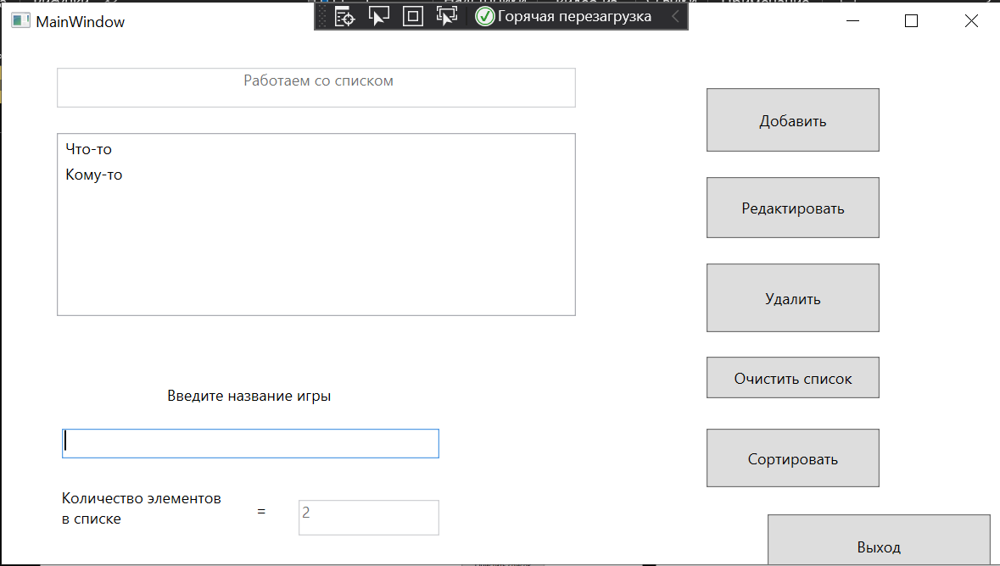 MainWindow
Горячая перезагрузка
Работаем со списком
Что-то
Кому-то
Введите название игры
Количество элементов
в списке
=
2
Добавить
Редактировать
Удалить
Очистить список
Сортировать
Выход